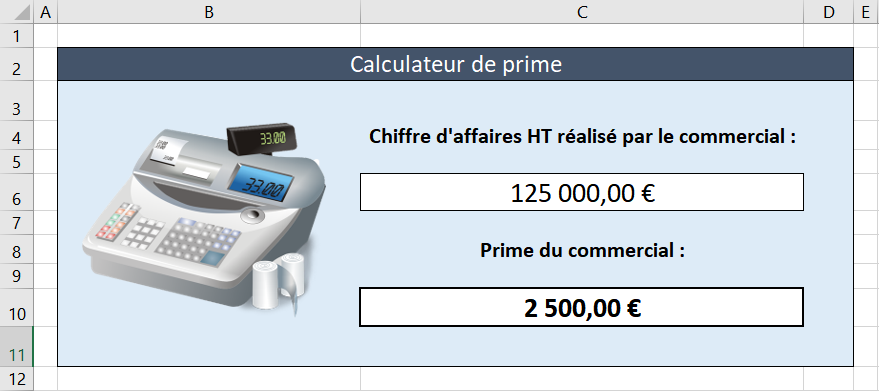 A B C D E
1
2 Calculateur de prime
3
4 Chiffre d'affaires HT réalisé par le commercial :
5
6 125 000,00 €
7
8 Prime du commercial :
9
10 2 500,00 €
11
12
33.00
33.00